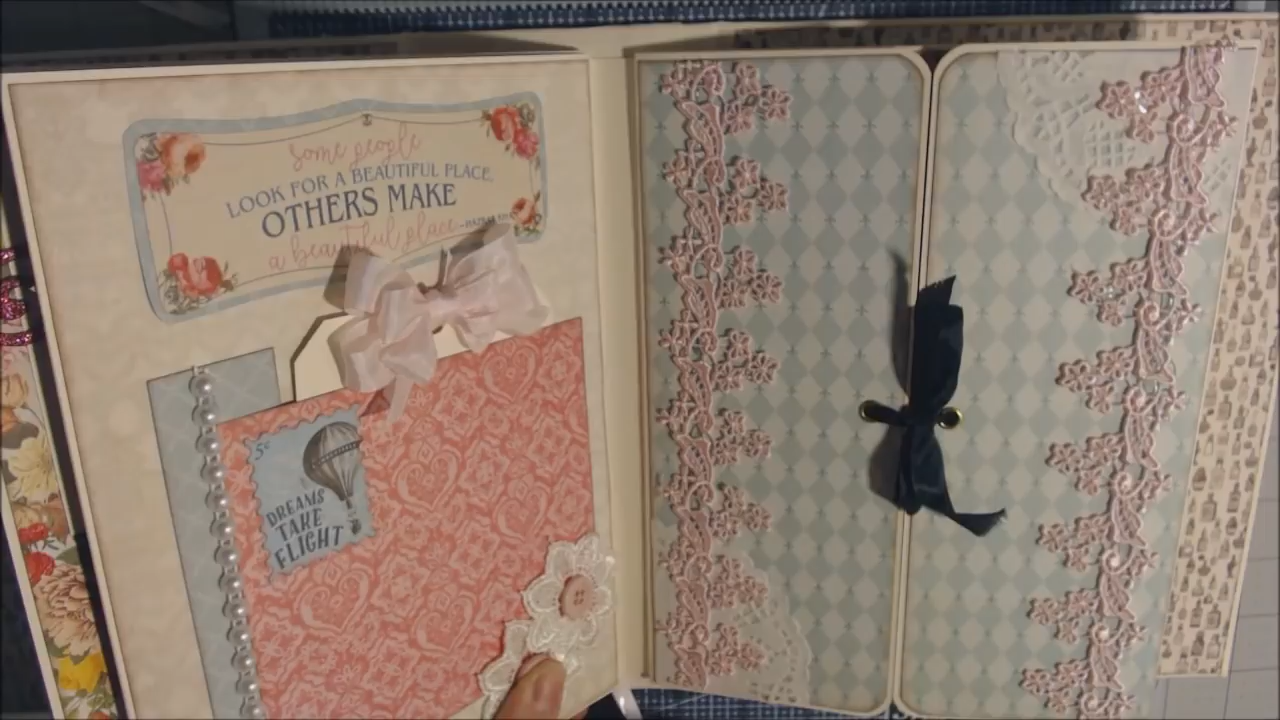 Some people
LOOK FOR A BEAUTIFUL PLACE,
OTHERS MAKE
a beautiful place
5¢
DREAMS
TAKE
FLIGHT